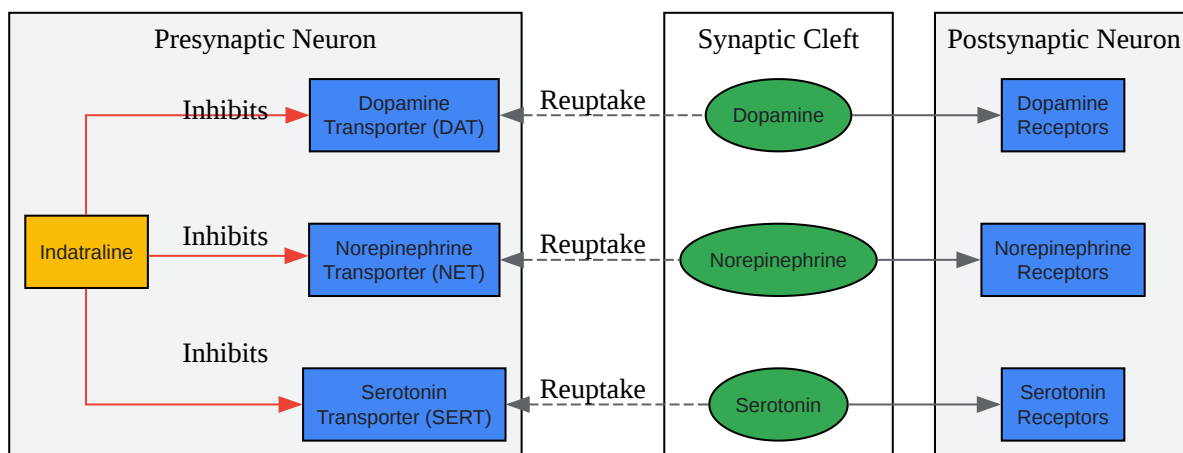 Presynaptic Neuron
Synaptic Cleft
Postsynaptic Neuron
Inhibits
Dopamine
Transporter (DAT)
Reuptake
Dopamine
Dopamine
Receptors
Indatraline
Inhibits
Norepinephrine
Transporter (NET)
Reuptake
Norepinephrine
Norepinephrine
Receptors
Inhibits
Serotonin
Transporter (SERT)
Reuptake
Serotonin
Serotonin
Receptors